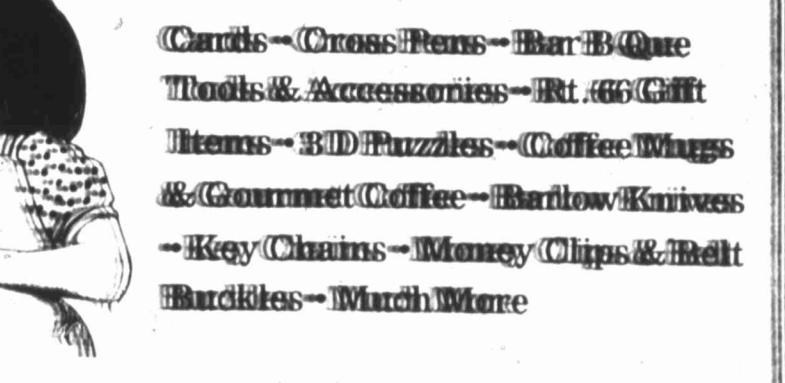 Cards - Cross Pens - Bar B Que
Tools & Accessories - Rt. 66 Gift
Items - 3 D Puzzles - Coffee Mugs
& Gourmet Coffee - Barlow Knives
- Key Chains - Money Clips & Belt
Buckles - Much More